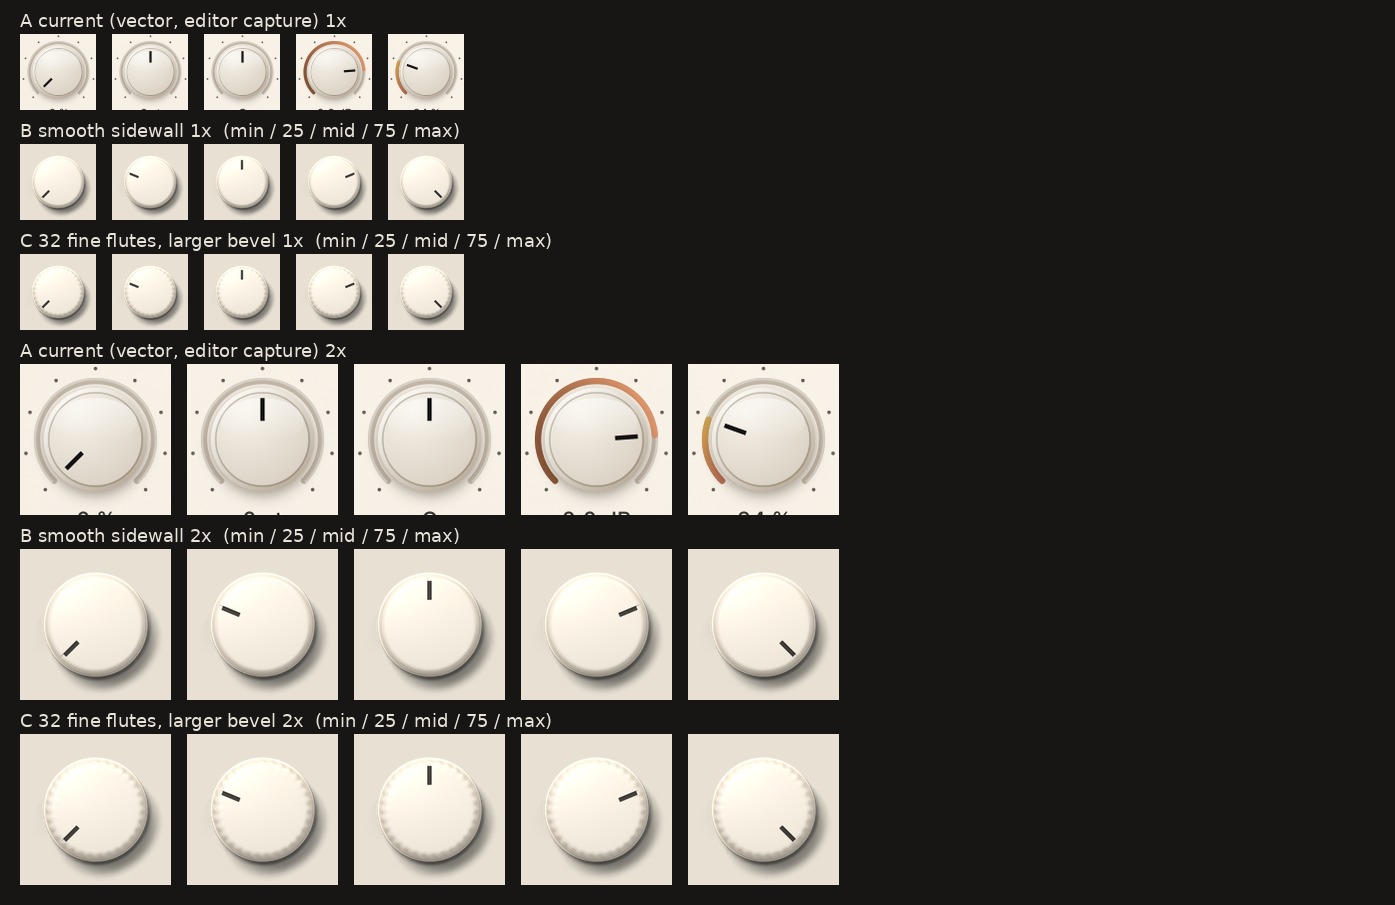 A current (vector, editor capture) 1x
B smooth sidewall 1x  (min / 25 / mid / 75 / max)
C 32 fine flutes, larger bevel 1x  (min / 25 / mid / 75 / max)
A current (vector, editor capture) 2x
B smooth sidewall 2x  (min / 25 / mid / 75 / max)
C 32 fine flutes, larger bevel 2x  (min / 25 / mid / 75 / max)